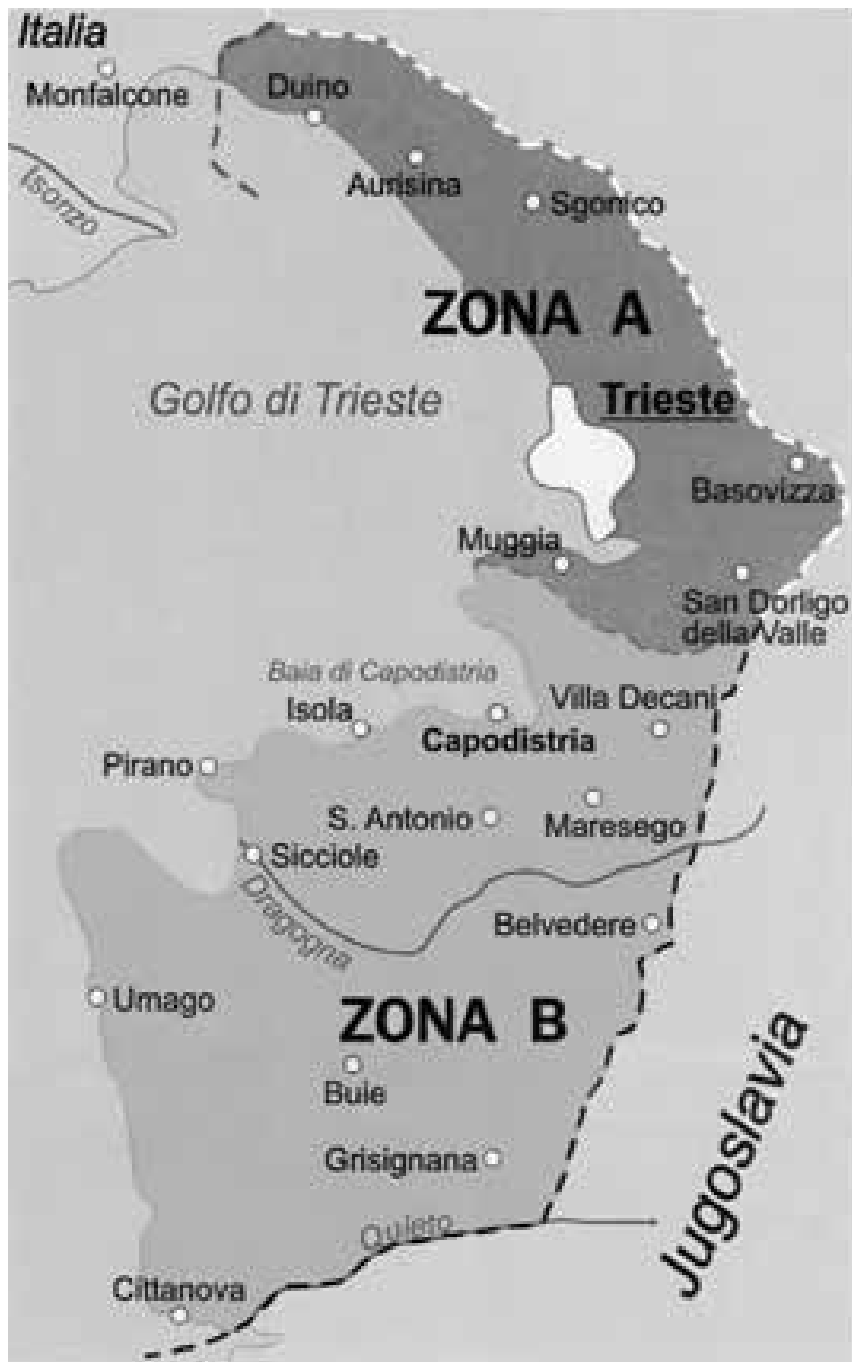 Italia
Monfalcone
Duino
Isonzo
Aurisina
Sgonico
ZONA A
Golfo di Trieste
Trieste
Basovizza
Muggia
San Dorligo
della Valle
Baia di Capodistria
Isola
Villa Decani
Capodistria
Pirano
S. Antonio
Maresego
Sicciole
Dragogna
Belvedere
Umago
ZONA B
Buie
Jugoslavia
Grisignana
Quieto
Cittanova